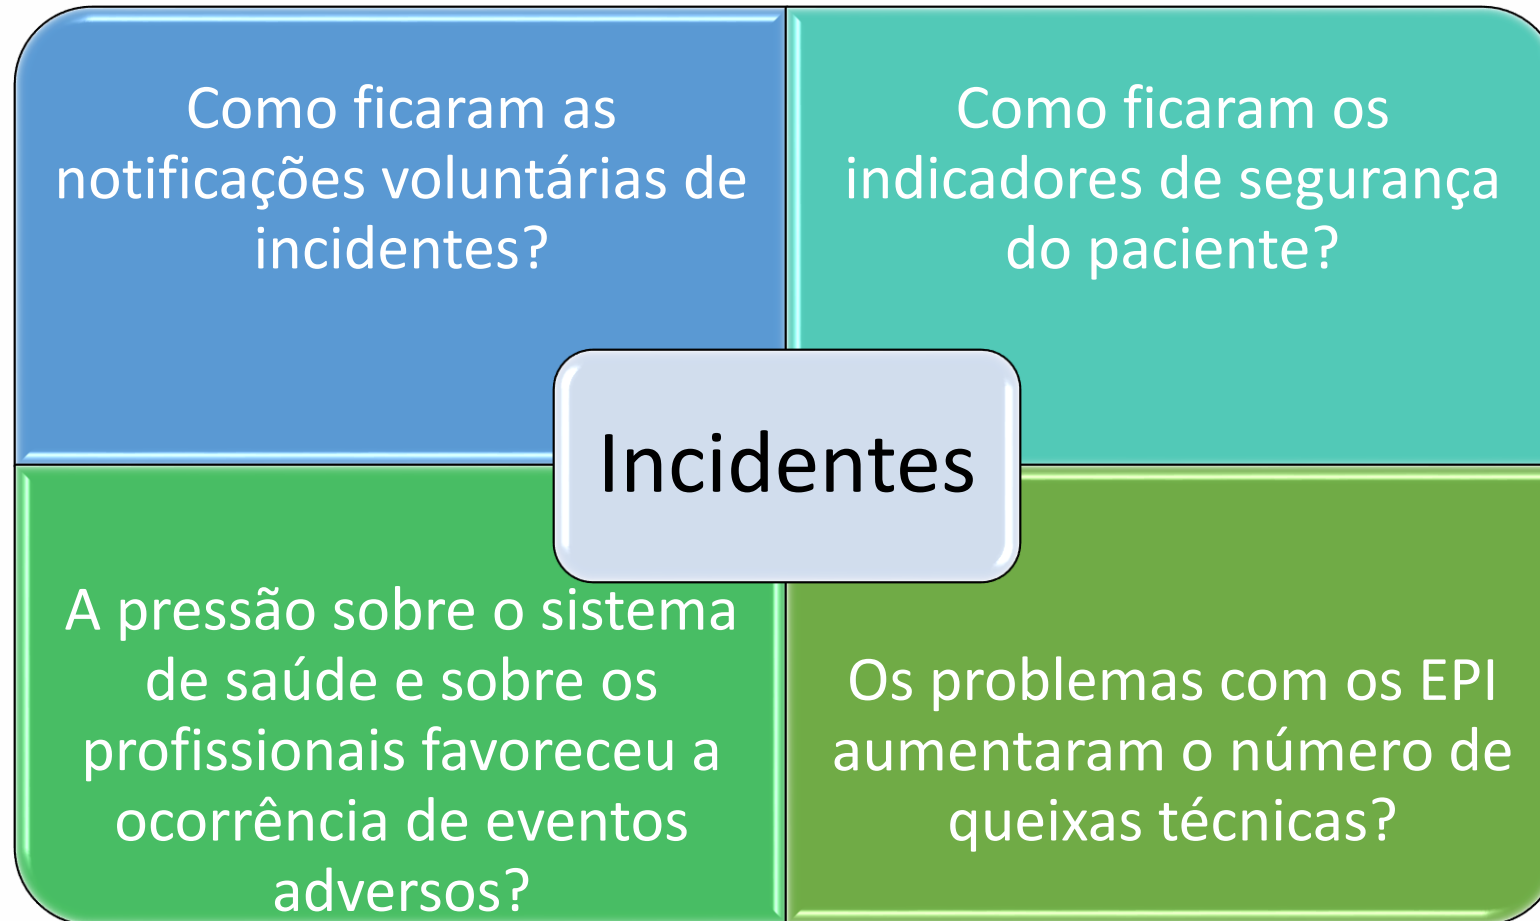 Como ficaram as
notificações voluntárias de
incidentes?
Como ficaram os
indicadores de segurança
do paciente?
Incidentes
A pressão sobre o sistema
de saúde e sobre os
profissionais favoreceu a
ocorrência de eventos
adversos?
Os problemas com os EPI
aumentaram o número de
queixas técnicas?